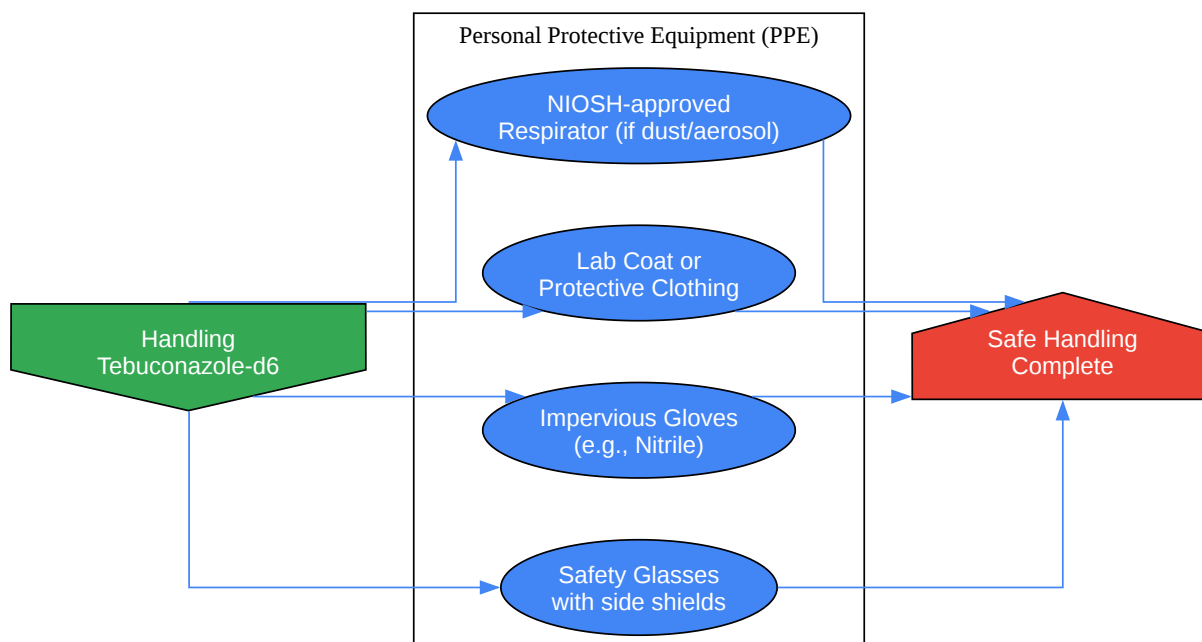 Personal Protective Equipment (PPE)
NIOSH-approved
Respirator (if dust/aerosol)
Lab Coat or
Protective Clothing
Handling
Tebuconazole-d6
Safe Handling
Complete
Impervious Gloves
(e.g., Nitrile)
Safety Glasses
with side shields